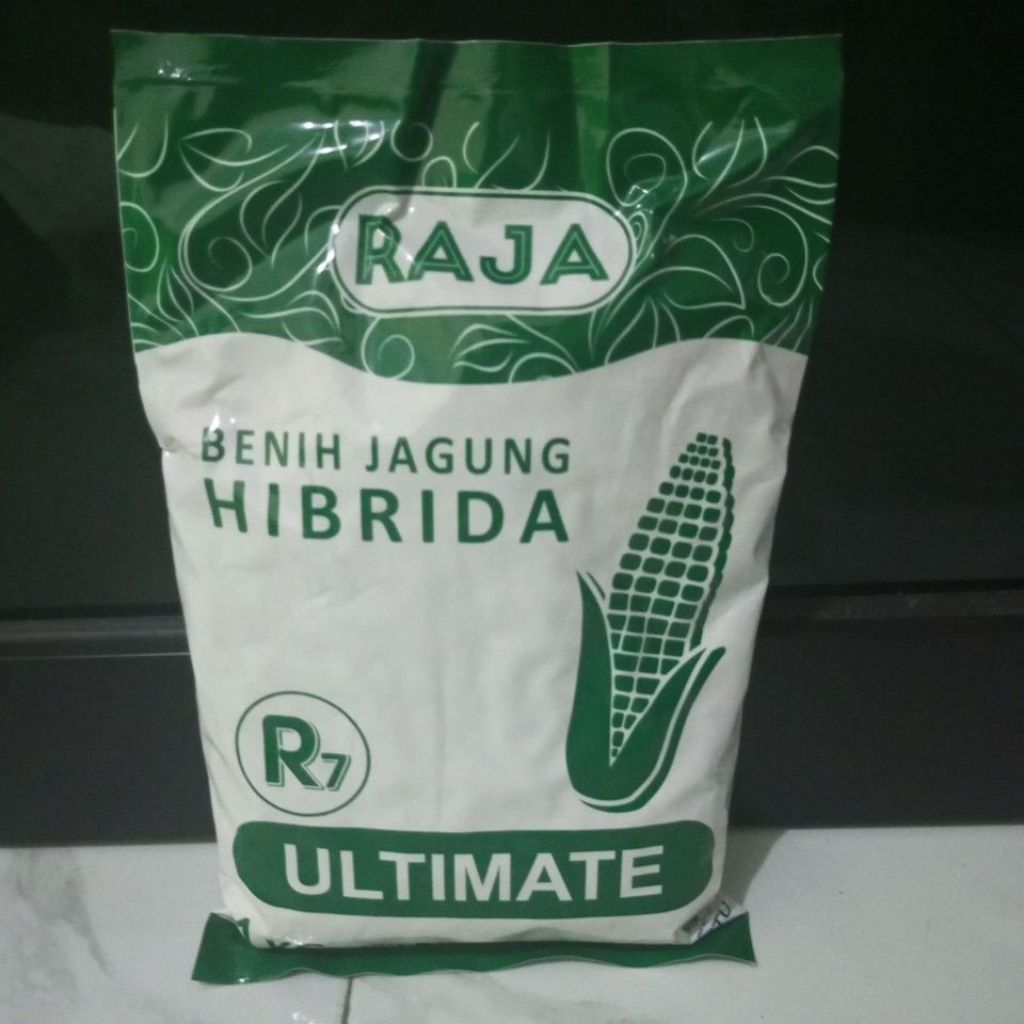 RAJA
BENIH JAGUNG
HIBRIDA
R7
ULTIMATE